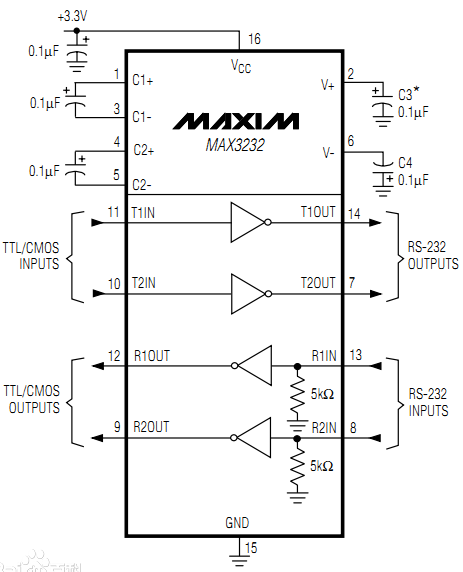 +3.3V
16
0.1µF
VCC
1
C1+
2
V+
0.1µF
C3*
0.1µF
3
C1-
MAXIM
MAX3232
4
C2+
6
V-
C4
0.1µF
0.1µF
5
C2-
11
T1IN
T1OUT
14
TTL/CMOS
INPUTS
RS-232
OUTPUTS
10
T2IN
T2OUT
7
12
R1OUT
R1IN
13
5kΩ
TTL/CMOS
OUTPUTS
RS-232
INPUTS
9
R2OUT
R2IN
8
5kΩ
GND
15